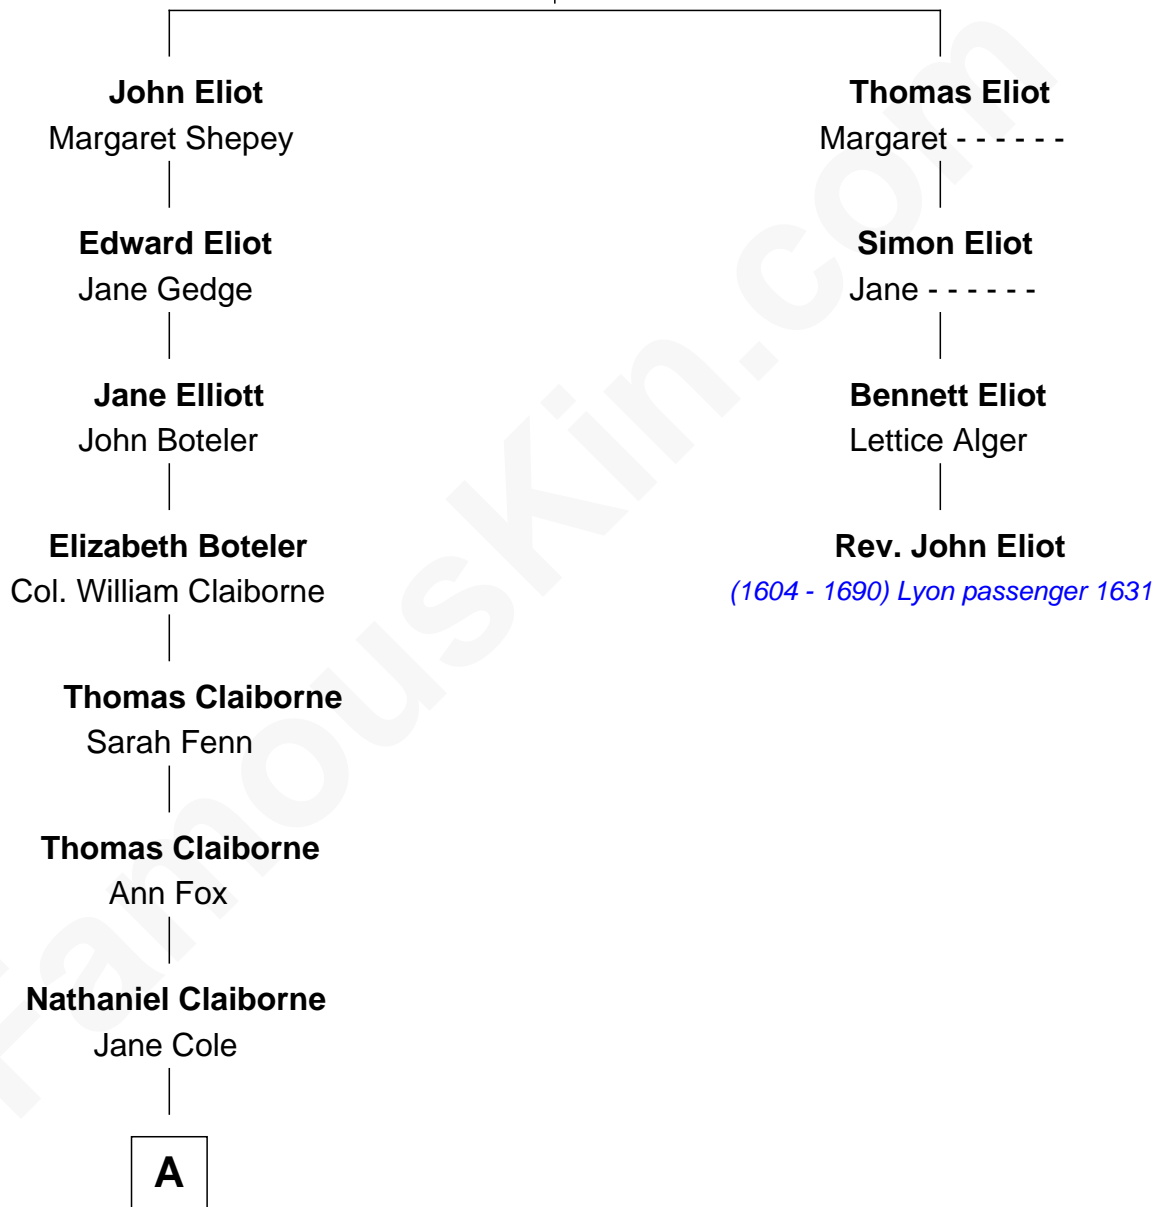 John Eliot
Margaret Shepey
Thomas Eliot
Margaret - - - - - -
Edward Eliot
Jane Gedge
Simon Eliot
Jane - - - - - -
Jane Elliott
John Boteler
Bennett Eliot
Lettice Alger
Elizabeth Boteler
Col. William Claiborne
Rev. John Eliot
(1604 - 1690) Lyon passenger 1631
Thomas Claiborne
Sarah Fenn
Thomas Claiborne
Ann Fox
Nathaniel Claiborne
Jane Cole
A
FamousKin.com